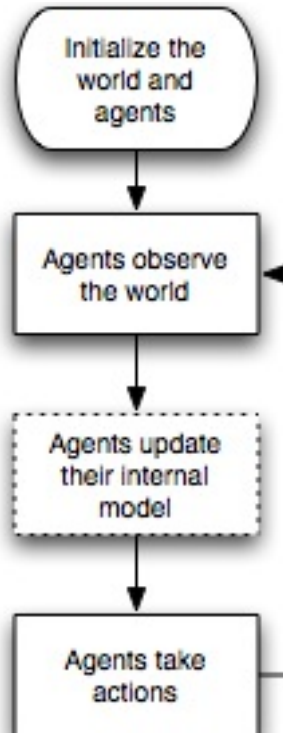 Initialize the
world and
agents
Agents observe
the world
Agents update
their internal
model
Agents take
actions